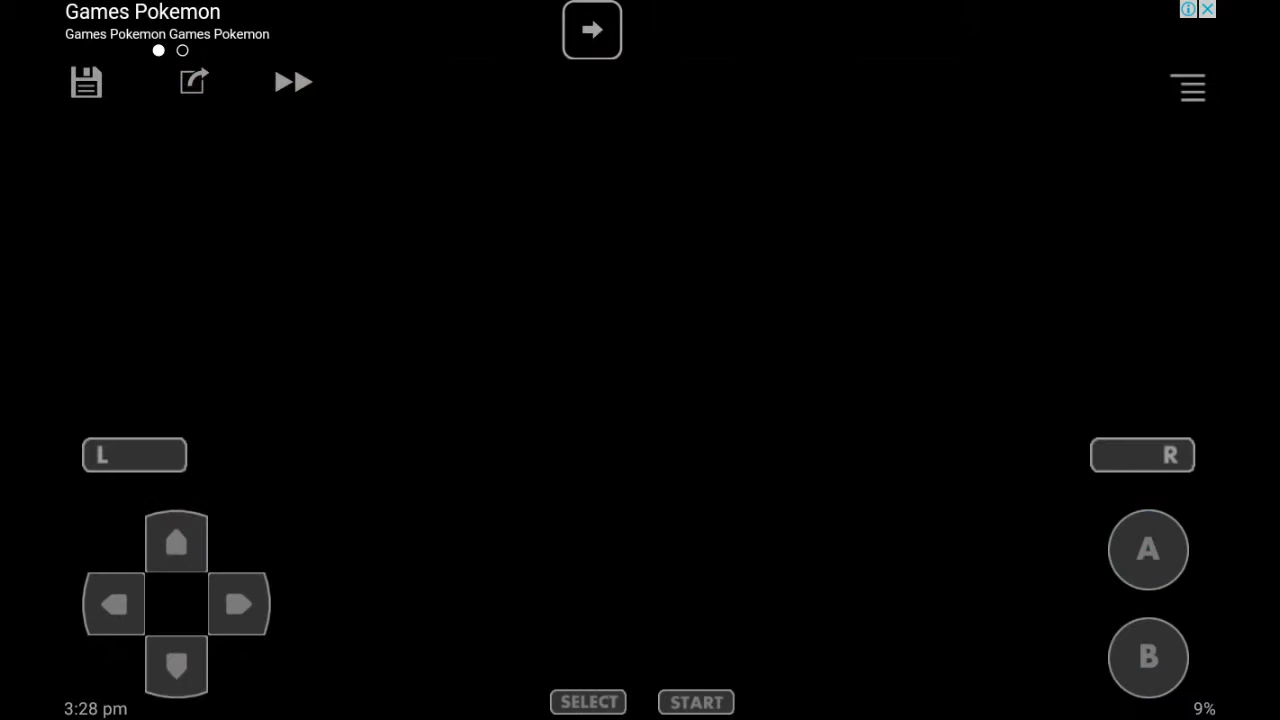 Games Pokemon
Games Pokemon Games Pokemon
L
R
A
B
SELECT
START
3:28 pm
9%